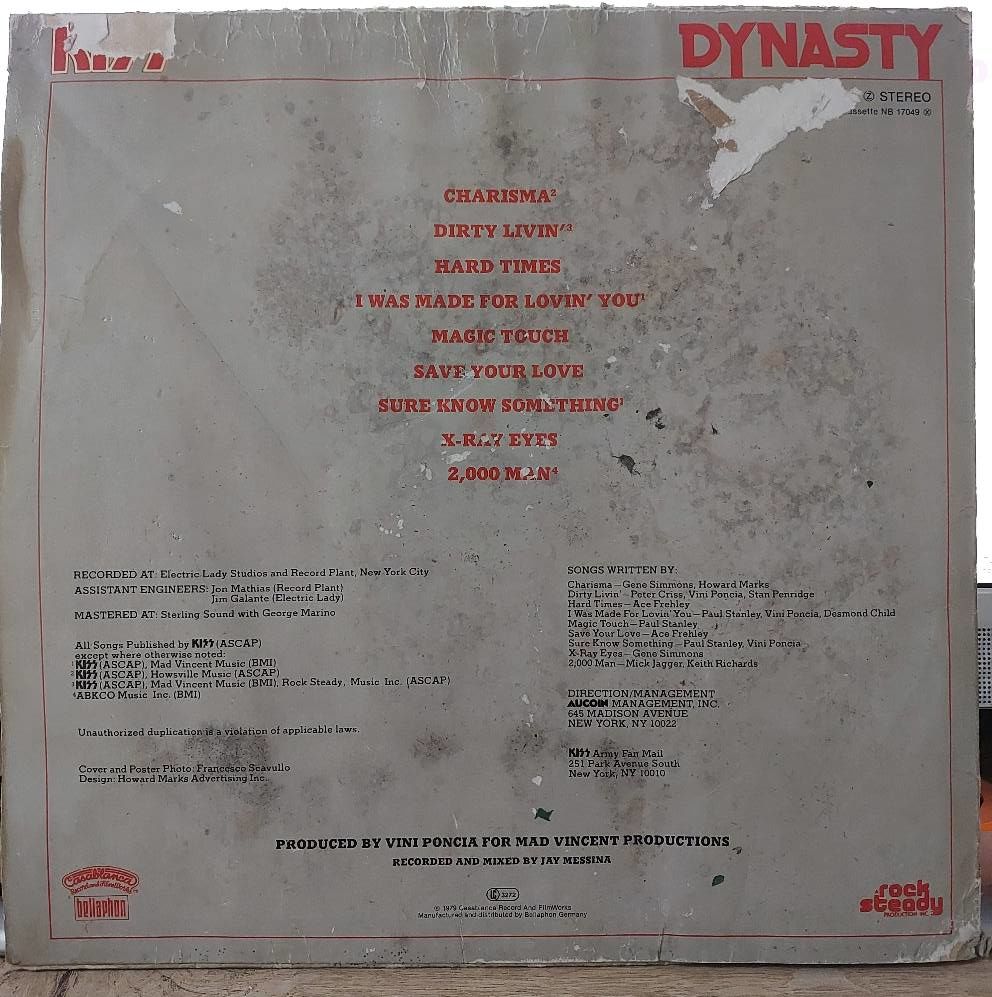 KISS
DYNASTY
Ⓩ STEREO
NB 17049 Ⓚ
CHARISMA²
DIRTY LIVIN'³
HARD TIMES
I WAS MADE FOR LOVIN' YOU¹
MAGIC TOUCH
SAVE YOUR LOVE
SURE KNOW SOMETHING¹
X-RAY EYES
2,000 MAN⁴
RECORDED AT: Electric Lady Studios and Record Plant, New York City
ASSISTANT ENGINEERS: Jon Mathias (Record Plant)
Jim Galante (Electric Lady)
MASTERED AT: Sterling Sound with George Marino
All Songs Published by KISS (ASCAP)
except where otherwise noted:
¹KISS (ASCAP), Mad Vincent Music (BMI)
²KISS (ASCAP), Howsville Music (ASCAP)
³KISS (ASCAP), Mad Vincent Music (BMI), Rock Steady, Music Inc. (ASCAP)
⁴ABKCO Music Inc. (BMI)
Unauthorized duplication is a violation of applicable laws.
Cover and Poster Photo: Francesco Scavullo
Design: Howard Marks Advertising Inc.
SONGS WRITTEN BY:
Charisma—Gene Simmons, Howard Marks
Dirty Livin'—Peter Criss, Vini Poncia, Stan Penridge
Hard Times—Ace Frehley
I Was Made For Lovin' You—Paul Stanley, Vini Poncia, Desmond Child
Magic Touch—Paul Stanley
Save Your Love—Ace Frehley
Sure Know Something—Paul Stanley, Vini Poncia
X-Ray Eyes—Gene Simmons
2,000 Man—Mick Jagger, Keith Richards
DIRECTION/MANAGEMENT
AUCOIN MANAGEMENT, INC.
645 MADISON AVENUE
NEW YORK, NY 10022
KISS Army Fan Mail
251 Park Avenue South
New York, NY 10010
PRODUCED BY VINI PONCIA FOR MAD VINCENT PRODUCTIONS
RECORDED AND MIXED BY JAY MESSINA
Casablanca
Record and FilmWorks
bellaphon
LC 3272
© 1979 Casablanca Record And FilmWorks
Manufactured and distributed by Bellaphon Germany
rock
steady
PRODUCTION INC.